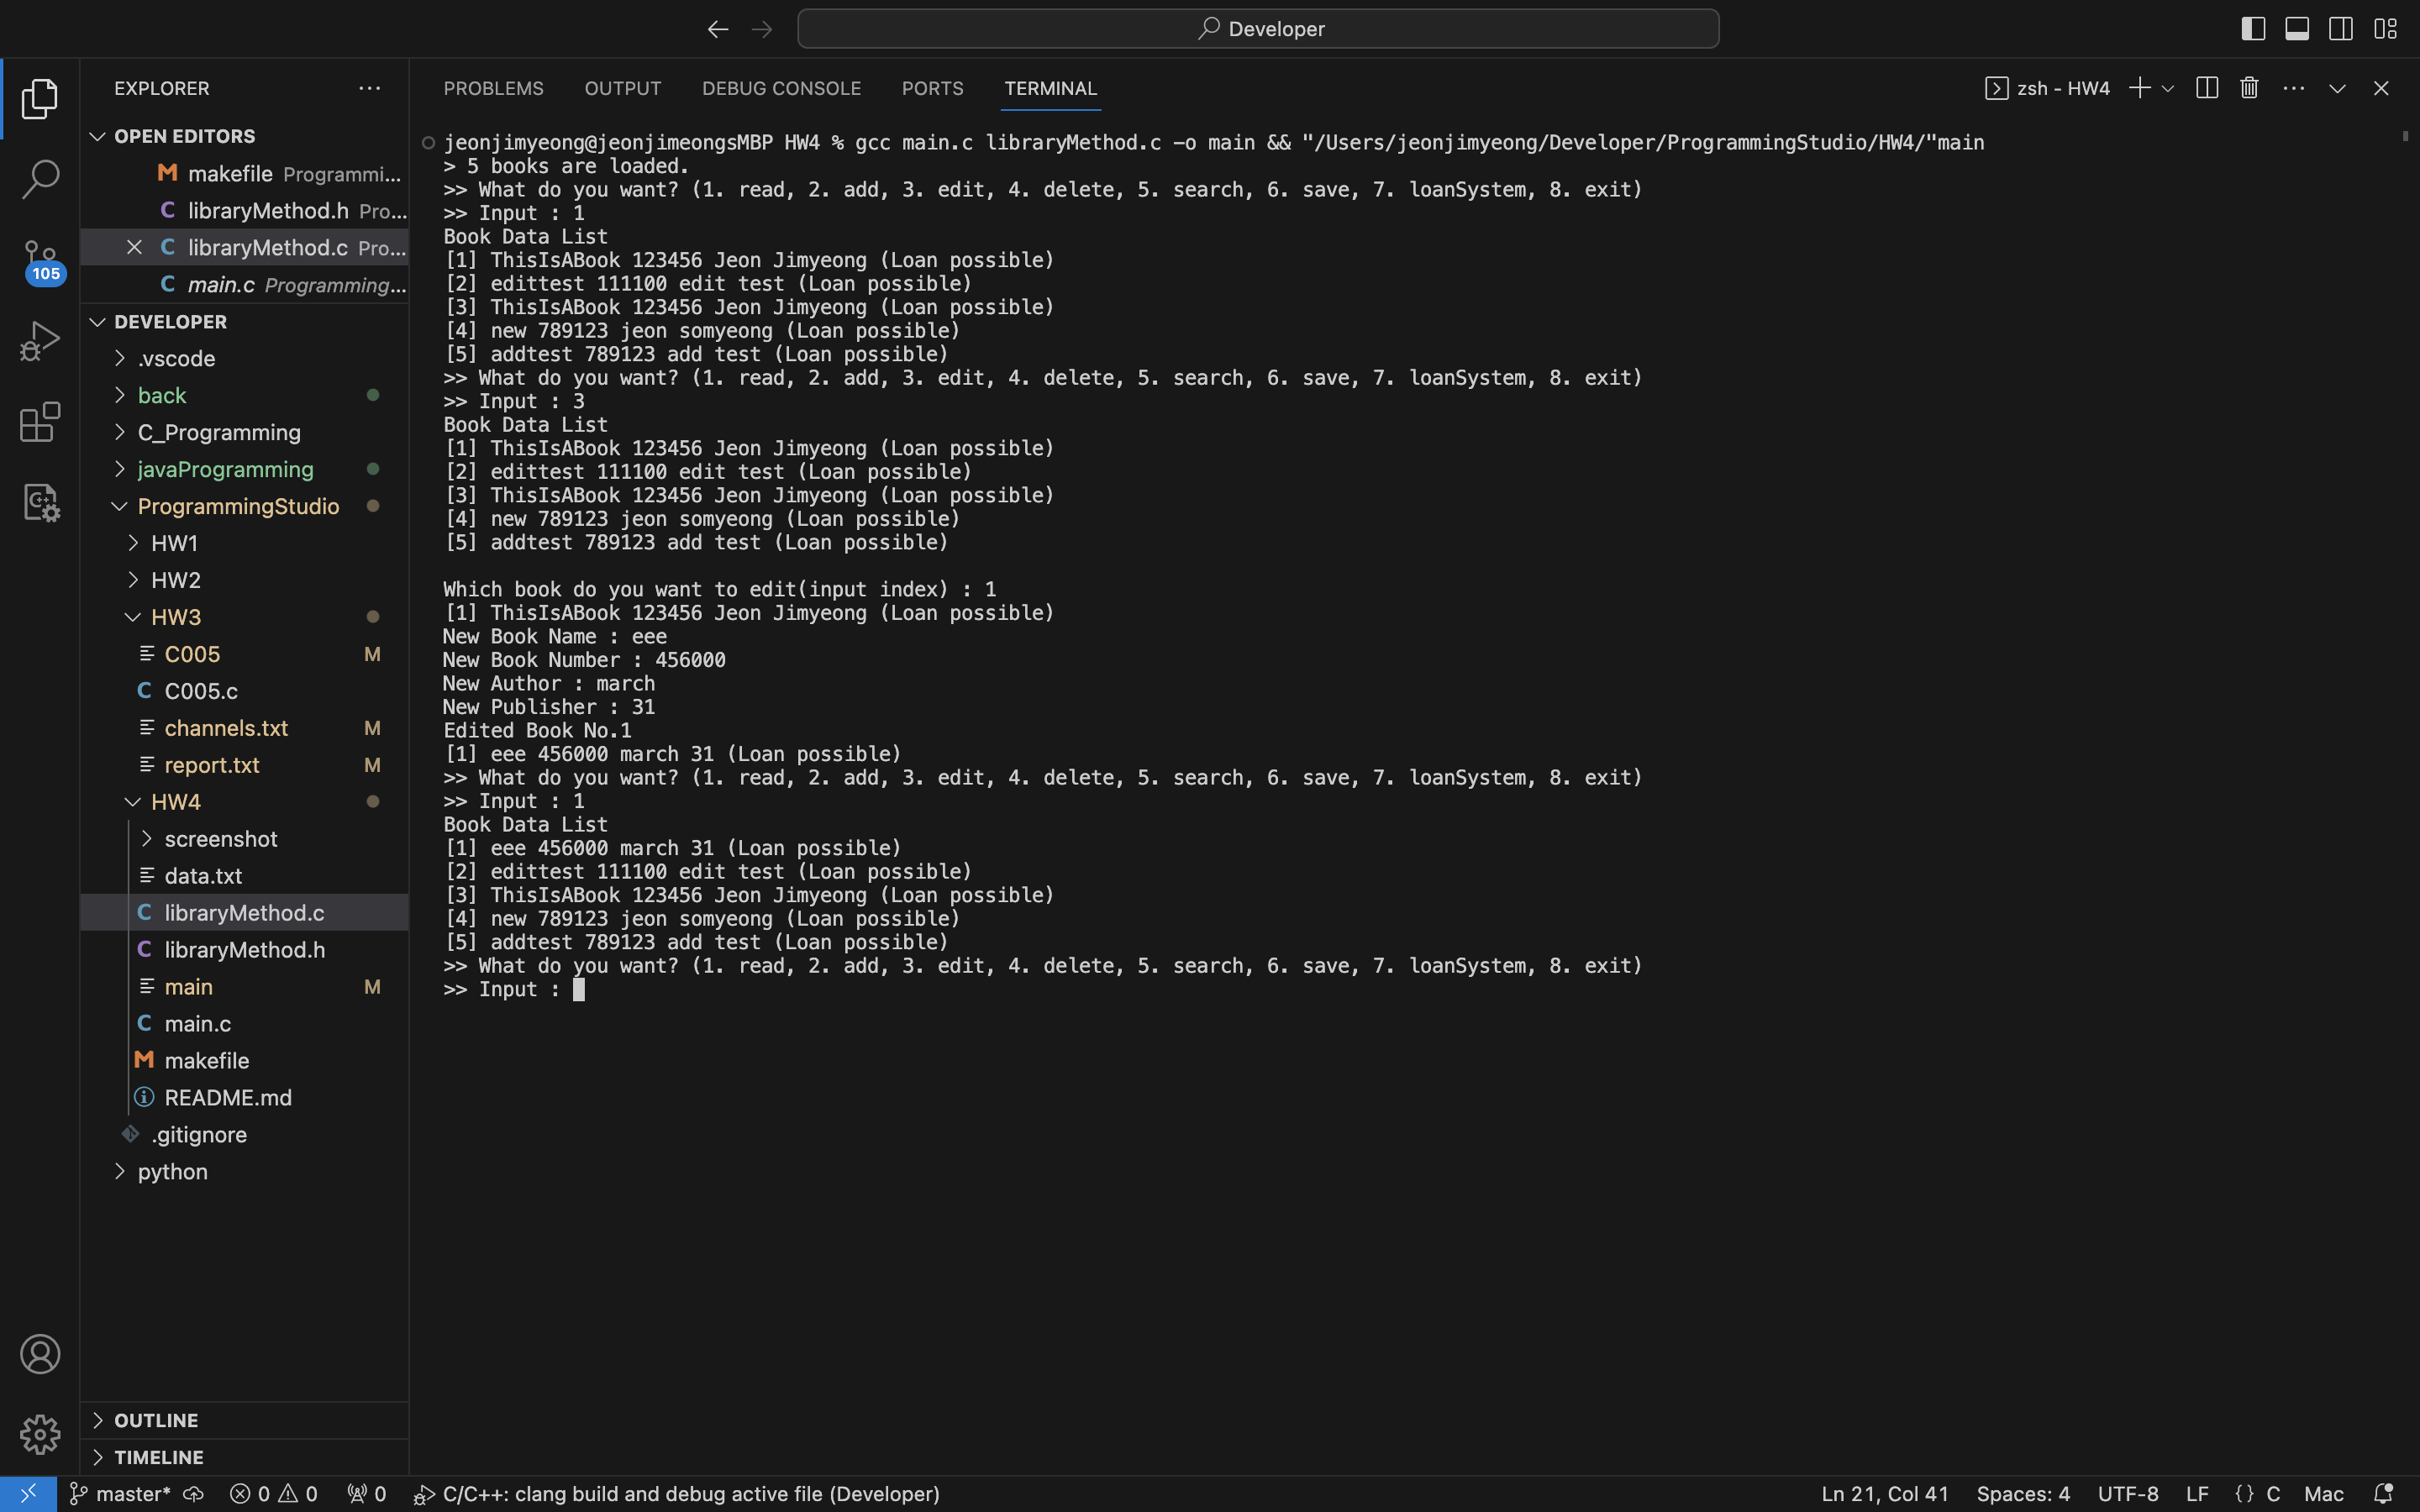 Developer
EXPLORER
OPEN EDITORS
makefile Programmi...
libraryMethod.h Pro...
libraryMethod.c Pro...
main.c Programming...
DEVELOPER
.vscode
back
C_Programming
javaProgramming
ProgrammingStudio
HW1
HW2
HW3
C005 M
C005.c
channels.txt M
report.txt M
HW4
screenshot
data.txt
libraryMethod.c
libraryMethod.h
main M
main.c
makefile
README.md
.gitignore
python
OUTLINE
TIMELINE
105
PROBLEMS OUTPUT DEBUG CONSOLE PORTS TERMINAL
zsh - HW4
jeonjimyeong@jeonjimeongsMBP HW4 % gcc main.c libraryMethod.c -o main && "/Users/jeonjimyeong/Developer/ProgrammingStudio/HW4/"main
> 5 books are loaded.
>> What do you want? (1. read, 2. add, 3. edit, 4. delete, 5. search, 6. save, 7. loanSystem, 8. exit)
>> Input : 1
Book Data List
[1] ThisIsABook 123456 Jeon Jimyeong (Loan possible)
[2] edittest 111100 edit test (Loan possible)
[3] ThisIsABook 123456 Jeon Jimyeong (Loan possible)
[4] new 789123 jeon somyeong (Loan possible)
[5] addtest 789123 add test (Loan possible)
>> What do you want? (1. read, 2. add, 3. edit, 4. delete, 5. search, 6. save, 7. loanSystem, 8. exit)
>> Input : 3
Book Data List
[1] ThisIsABook 123456 Jeon Jimyeong (Loan possible)
[2] edittest 111100 edit test (Loan possible)
[3] ThisIsABook 123456 Jeon Jimyeong (Loan possible)
[4] new 789123 jeon somyeong (Loan possible)
[5] addtest 789123 add test (Loan possible)
Which book do you want to edit(input index) : 1
[1] ThisIsABook 123456 Jeon Jimyeong (Loan possible)
New Book Name : eee
New Book Number : 456000
New Author : march
New Publisher : 31
Edited Book No.1
[1] eee 456000 march 31 (Loan possible)
>> What do you want? (1. read, 2. add, 3. edit, 4. delete, 5. search, 6. save, 7. loanSystem, 8. exit)
>> Input : 1
Book Data List
[1] eee 456000 march 31 (Loan possible)
[2] edittest 111100 edit test (Loan possible)
[3] ThisIsABook 123456 Jeon Jimyeong (Loan possible)
[4] new 789123 jeon somyeong (Loan possible)
[5] addtest 789123 add test (Loan possible)
>> What do you want? (1. read, 2. add, 3. edit, 4. delete, 5. search, 6. save, 7. loanSystem, 8. exit)
>> Input :
master* 0 0 0 C/C++: clang build and debug active file (Developer) Ln 21, Col 41 Spaces: 4 UTF-8 LF {} C Mac